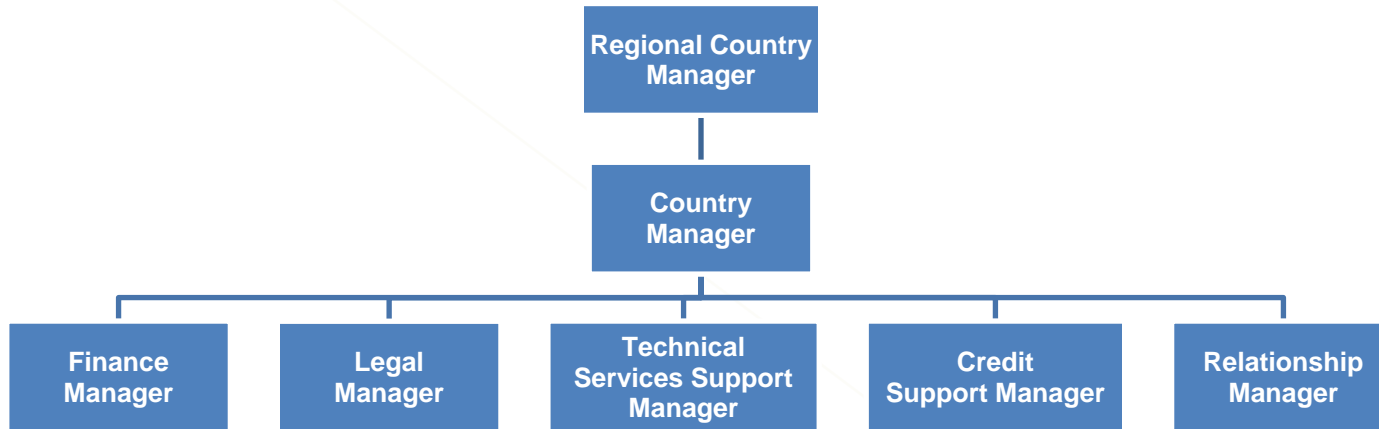 Regional Country
Manager
Country
Manager
Finance
Manager
Legal
Manager
Technical
Services Support
Manager
Credit
Support Manager
Relationship
Manager